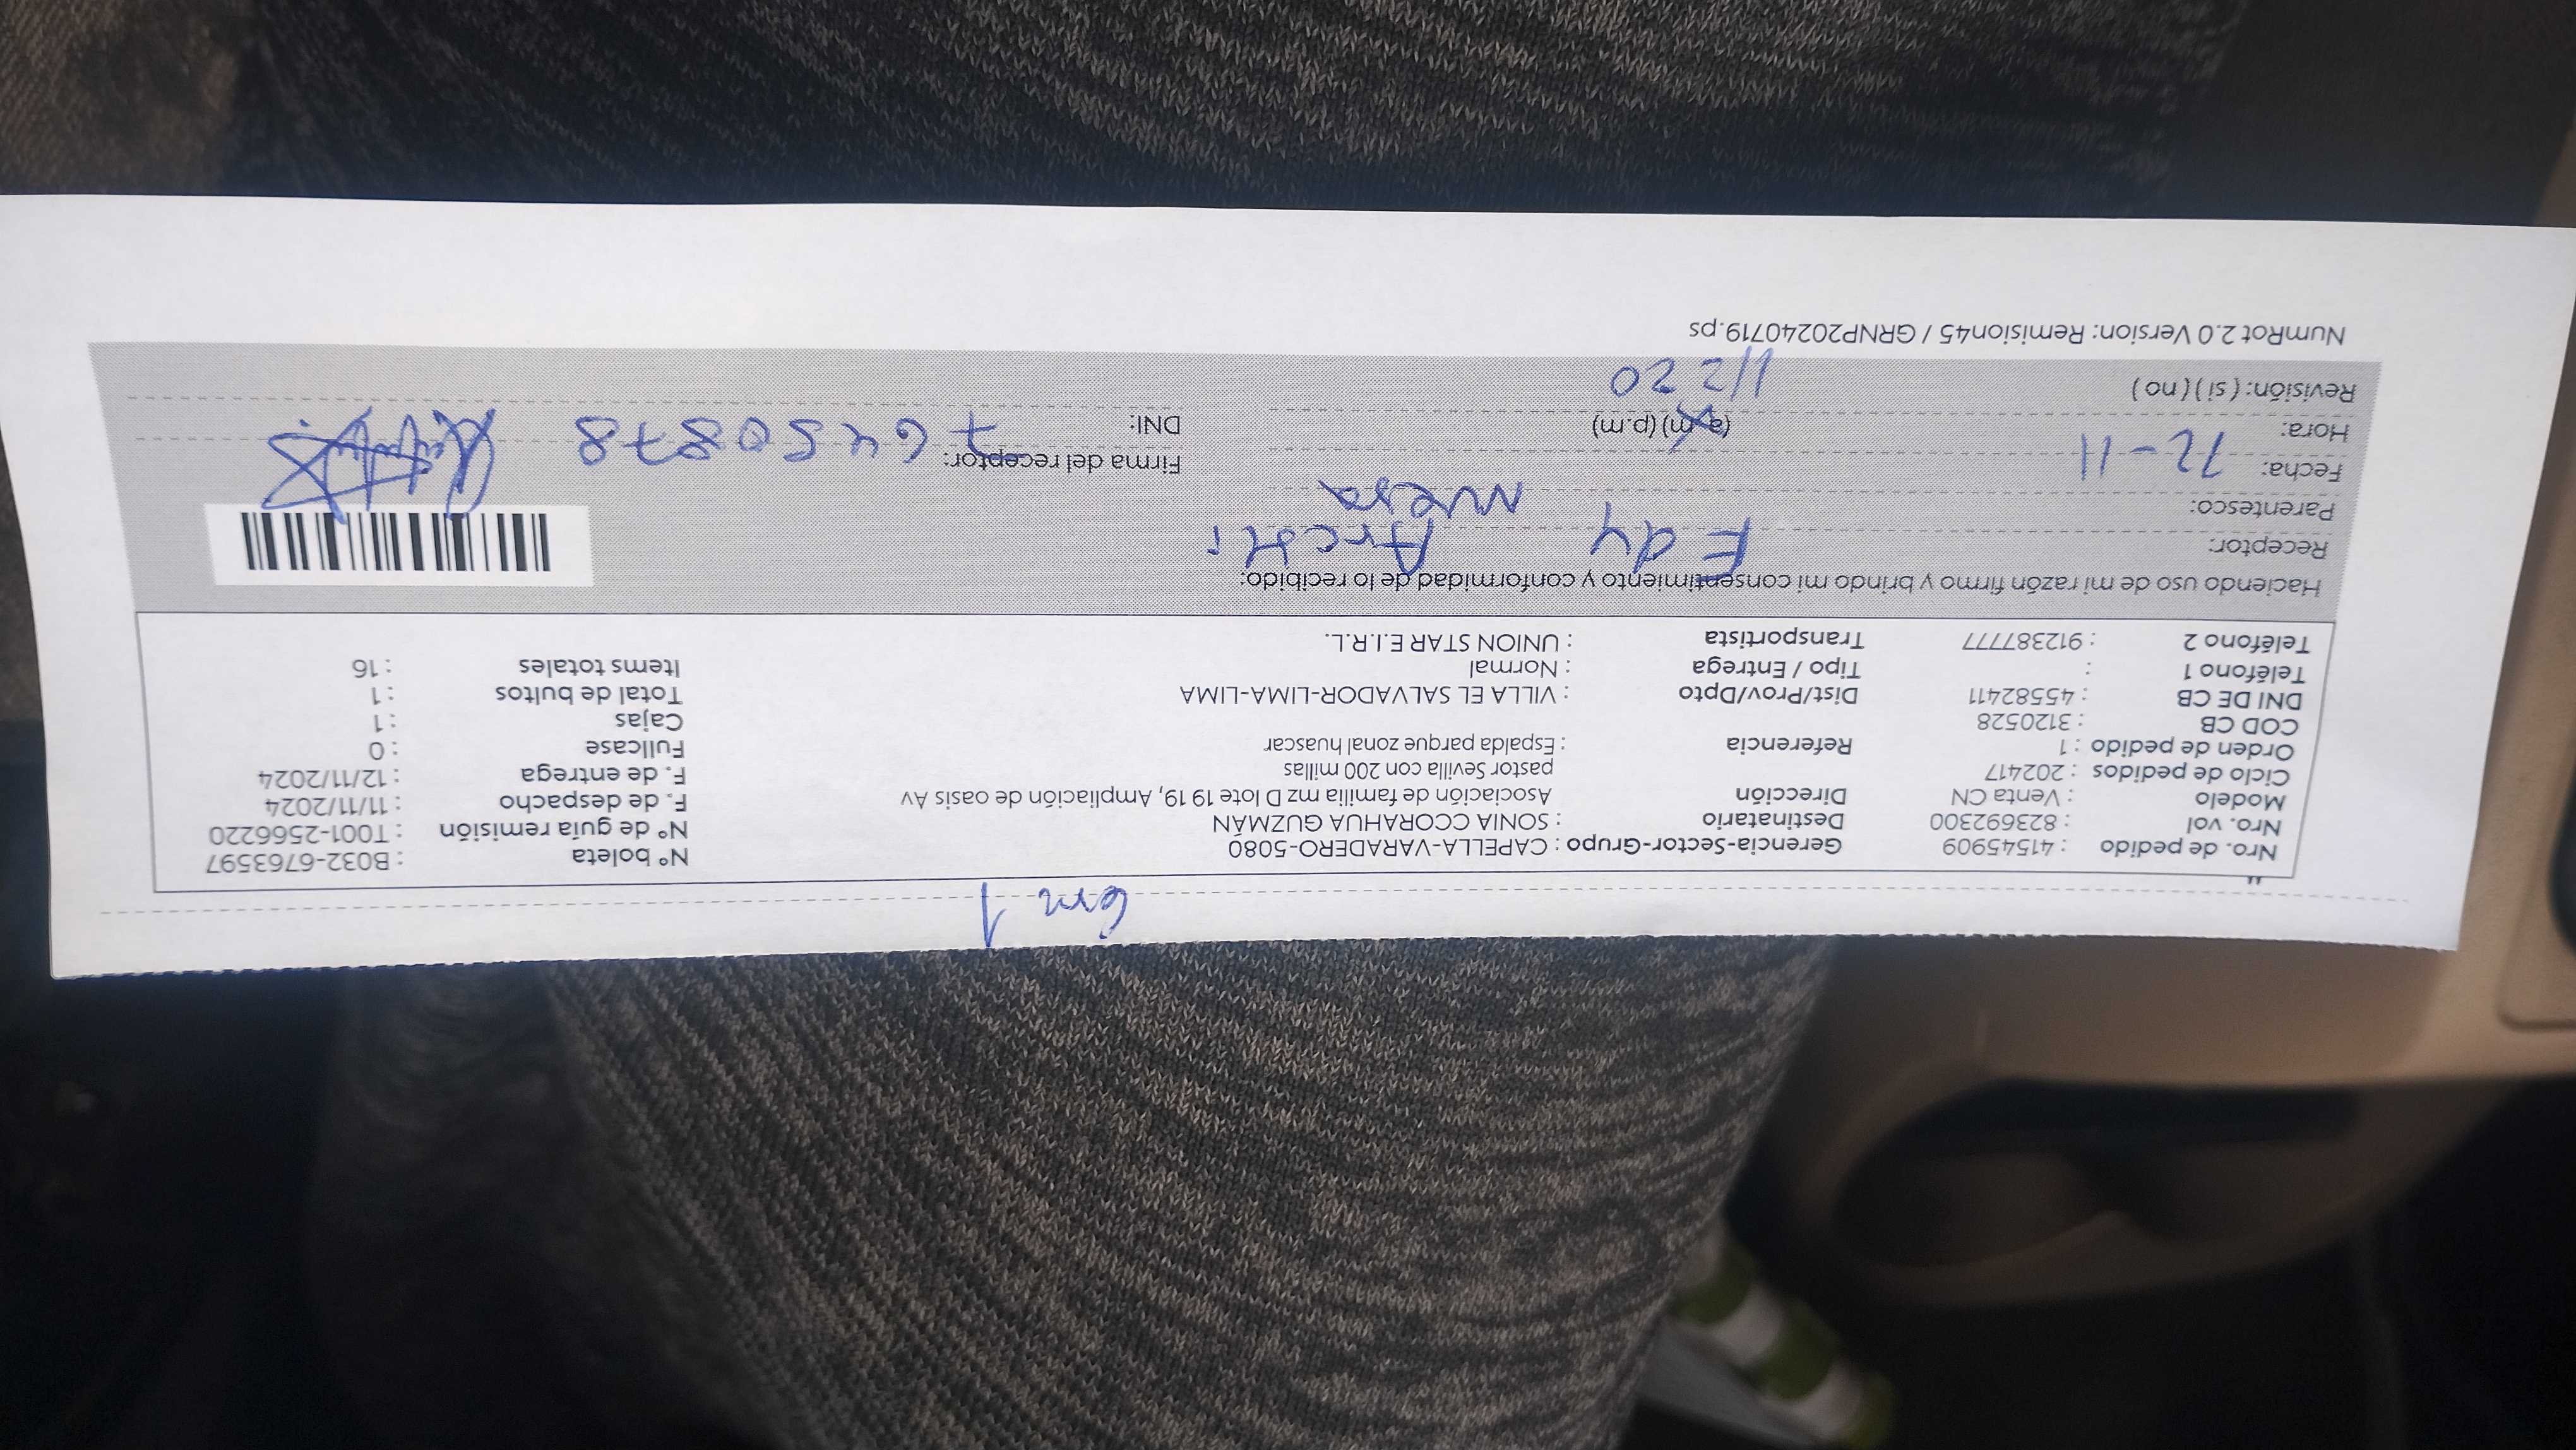 6m 1
Nro. de pedido : 41545909 Gerencia-Sector-Grupo : CAPELLA-VARADERO-5080 N° boleta : B032-6763597
Nro. vol : 823692300 Destinatario : SONIA CCORAHUA GUZMÁN N° de guía remisión : T001-2566220
Modelo : Venta CN Dirección Asociación de familia mz D lote 19 19, Ampliación de oasis Av F. de despacho : 11/11/2024
Ciclo de pedidos : 202417 pastor Sevilla con 200 millas F. de entrega : 12/11/2024
Orden de pedido : 1 Referencia : Espalda parque zonal huascar Fullcase : 0
COD CB : 3120528 Cajas : 1
DNI DE CB : 45582411 Dist/Prov/Dpto : VILLA EL SALVADOR-LIMA-LIMA Total de bultos : 1
Teléfono 1 : Tipo / Entrega : Normal Items totales : 16
Teléfono 2 : 912387777 Transportista : UNION STAR E.I.R.L.
Haciendo uso de mi razón firmo y brindo mi consentimiento y conformidad de lo recibido:
Receptor: Edy Archi
Parentesco: nuera
Fecha: 12-11 Firma del receptor:
Hora: (a.m) (p.m) DNI: 76450878
Revisión: ( si ) ( no ) 11220
NumRot 2.0 Version: Remision45 / GRNP20240719.ps